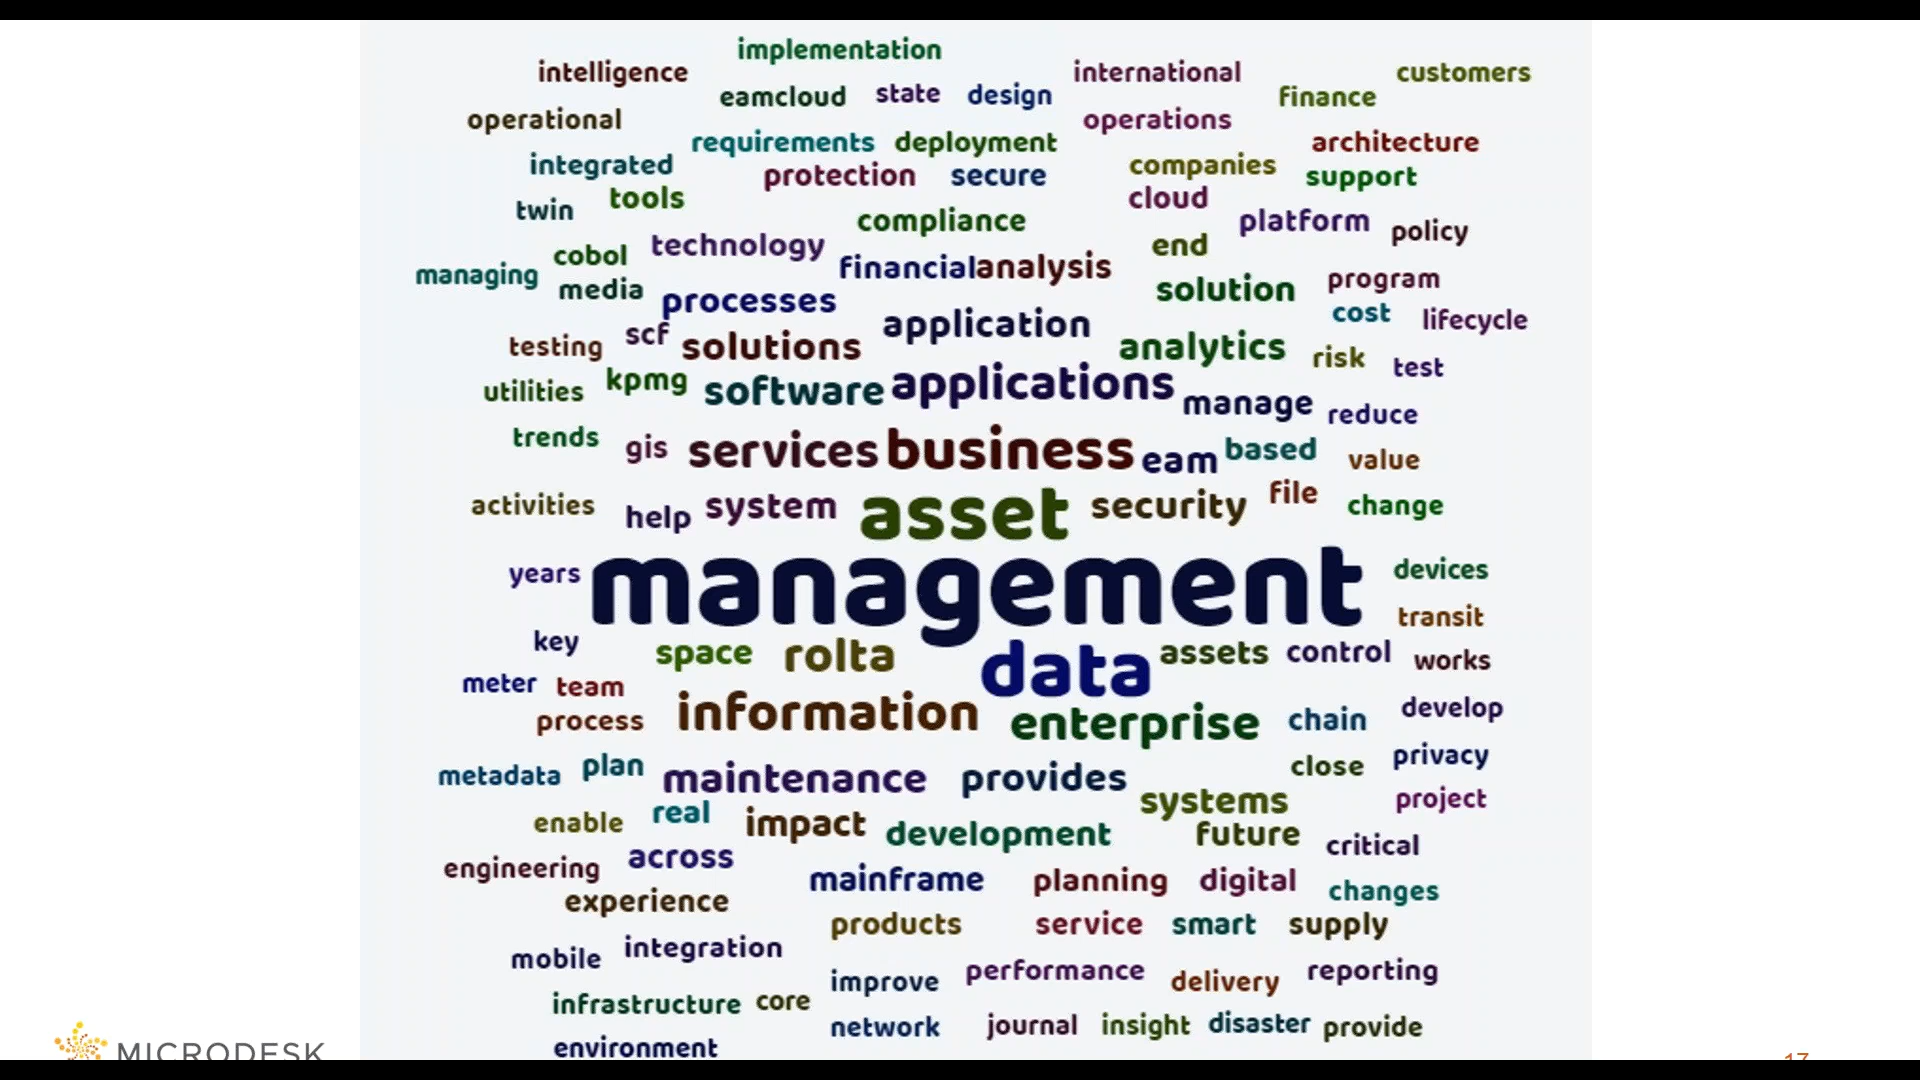 implementation
intelligence international customers
eamcloud state design finance
operational operations
requirements deployment architecture
integrated protection secure companies support
twin tools compliance cloud platform policy
cobol technology end
managing media financial analysis solution program
processes application cost lifecycle
testing scf solutions analytics risk test
utilities kpmg software applications manage reduce
trends gis services business eam based value
activities help system asset security file change
years management devices
transit
key space rolta data assets control works
meter team
process information enterprise chain develop
metadata plan maintenance provides close privacy
enable real impact development systems future project
engineering across critical
experience mainframe planning digital changes
products service smart supply
mobile integration
improve performance delivery reporting
infrastructure core
network journal insight disaster provide
environment
MICRODESK
17